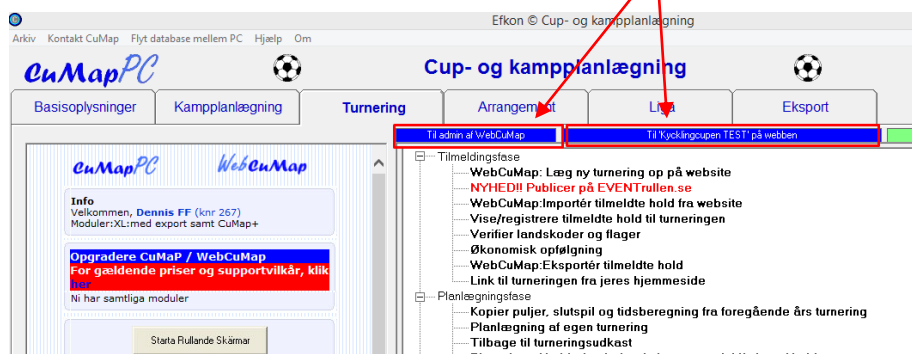 Efkon © Cup- og kampplanlægning
Arkiv Kontakt CuMap Flyt database mellem PC Hjælp Om
CuMapPC
Cup- og kampplanlægning
Basisoplysninger Kampplanlægning Turnering Arrangement Liga Eksport
Til admin af WebCuMap Til 'Kycklingcupen TEST' på webben
CuMapPC WebCuMap
Info
Velkommen, Dennis FF (knr 267)
Moduler:XL:med export samt CuMap+
Opgradere CuMaP / WebCuMap
For gældende priser og supportvilkår, klik
her
Ni har samtliga moduler
Starta Rullande Skärmar
Tilmeldingsfase
WebCuMap: Læg ny turnering op på website
NYHED!! Publicer på EVENTrullen.se
WebCuMap:Importér tilmeldte hold fra website
Vise/registrere tilmeldte hold til turneringen
Verifier landskoder og flager
Økonomisk opfølgning
WebCuMap:Eksportér tilmeldte hold
Link til turneringen fra jeres hjemmeside
Planlægningsfase
Kopier puljer, slutspil og tidsberegning fra foregående års turnering
Planlægning af egen turnering
Tilbage til turneringsudkast